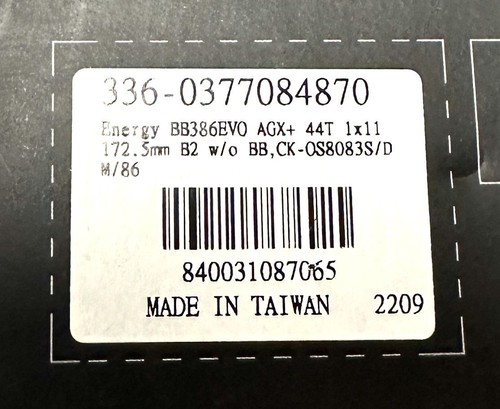 336-0377084870
Energy BB386EVO AGX+ 44T 1x11
172.5mm B2 w/o BB,CK-OS8083S/D
M/86
840031087065
MADE IN TAIWAN 2209